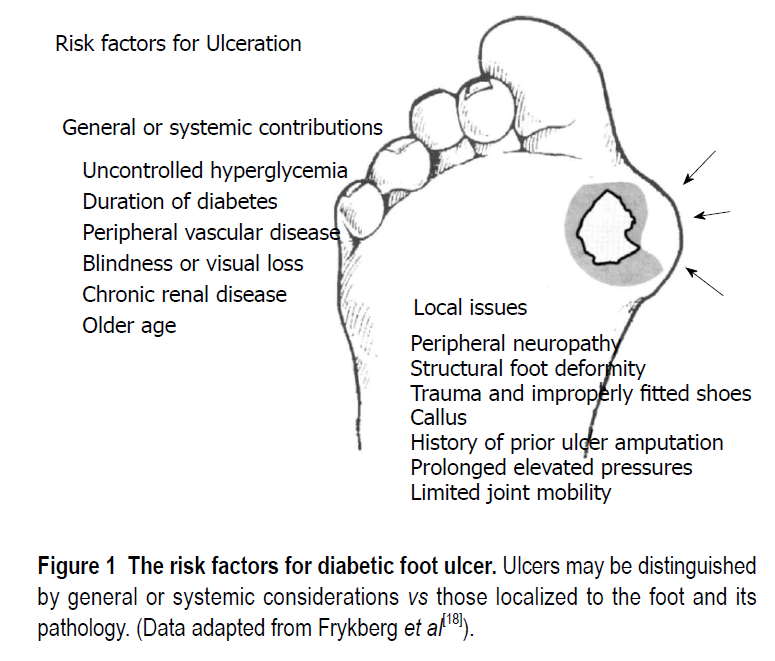 Risk factors for Ulceration
General or systemic contributions
Uncontrolled hyperglycemia
Duration of diabetes
Peripheral vascular disease
Blindness or visual loss
Chronic renal disease
Older age
Local issues
Peripheral neuropathy
Structural foot deformity
Trauma and improperly fitted shoes
Callus
History of prior ulcer amputation
Prolonged elevated pressures
Limited joint mobility
Figure 1 The risk factors for diabetic foot ulcer. Ulcers may be distinguished
by general or systemic considerations vs those localized to the foot and its
pathology. (Data adapted from Frykberg et al[18]).